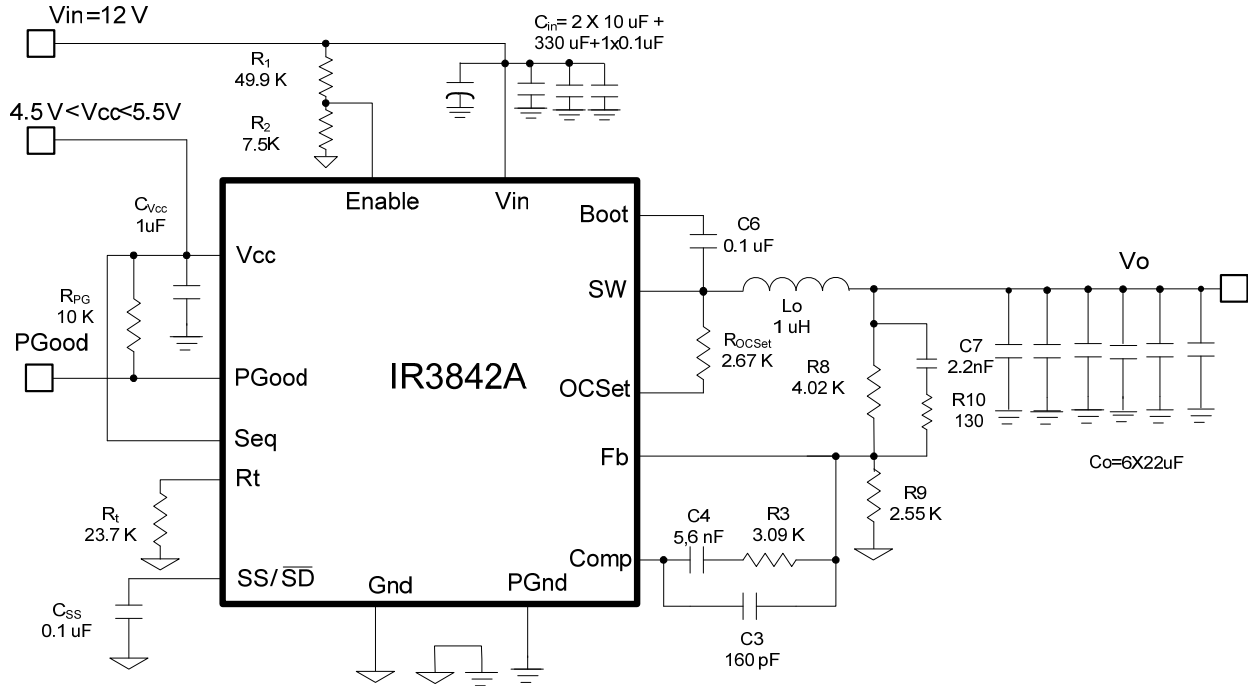 Vin=12 V
Cin= 2 X 10 uF +
330 uF+1x0.1uF
R1
49.9 K
4.5 V<Vcc<5.5V
R2
7.5K
Enable
Vin
CVcc
1uF
Boot
C6
0.1 uF
Vcc
Vo
SW
RPG
10 K
Lo
1 uH
PGood
ROCSet
2.67 K
C7
2.2nF
R8
4.02 K
PGood
IR3842A
OCSet
R10
130
Seq
Fb
Co=6X22uF
Rt
R9
2.55 K
Rt
23.7 K
C4
5,6 nF
R3
3.09 K
Comp
SS/SD
Gnd
PGnd
CSS
0.1 uF
C3
160 pF